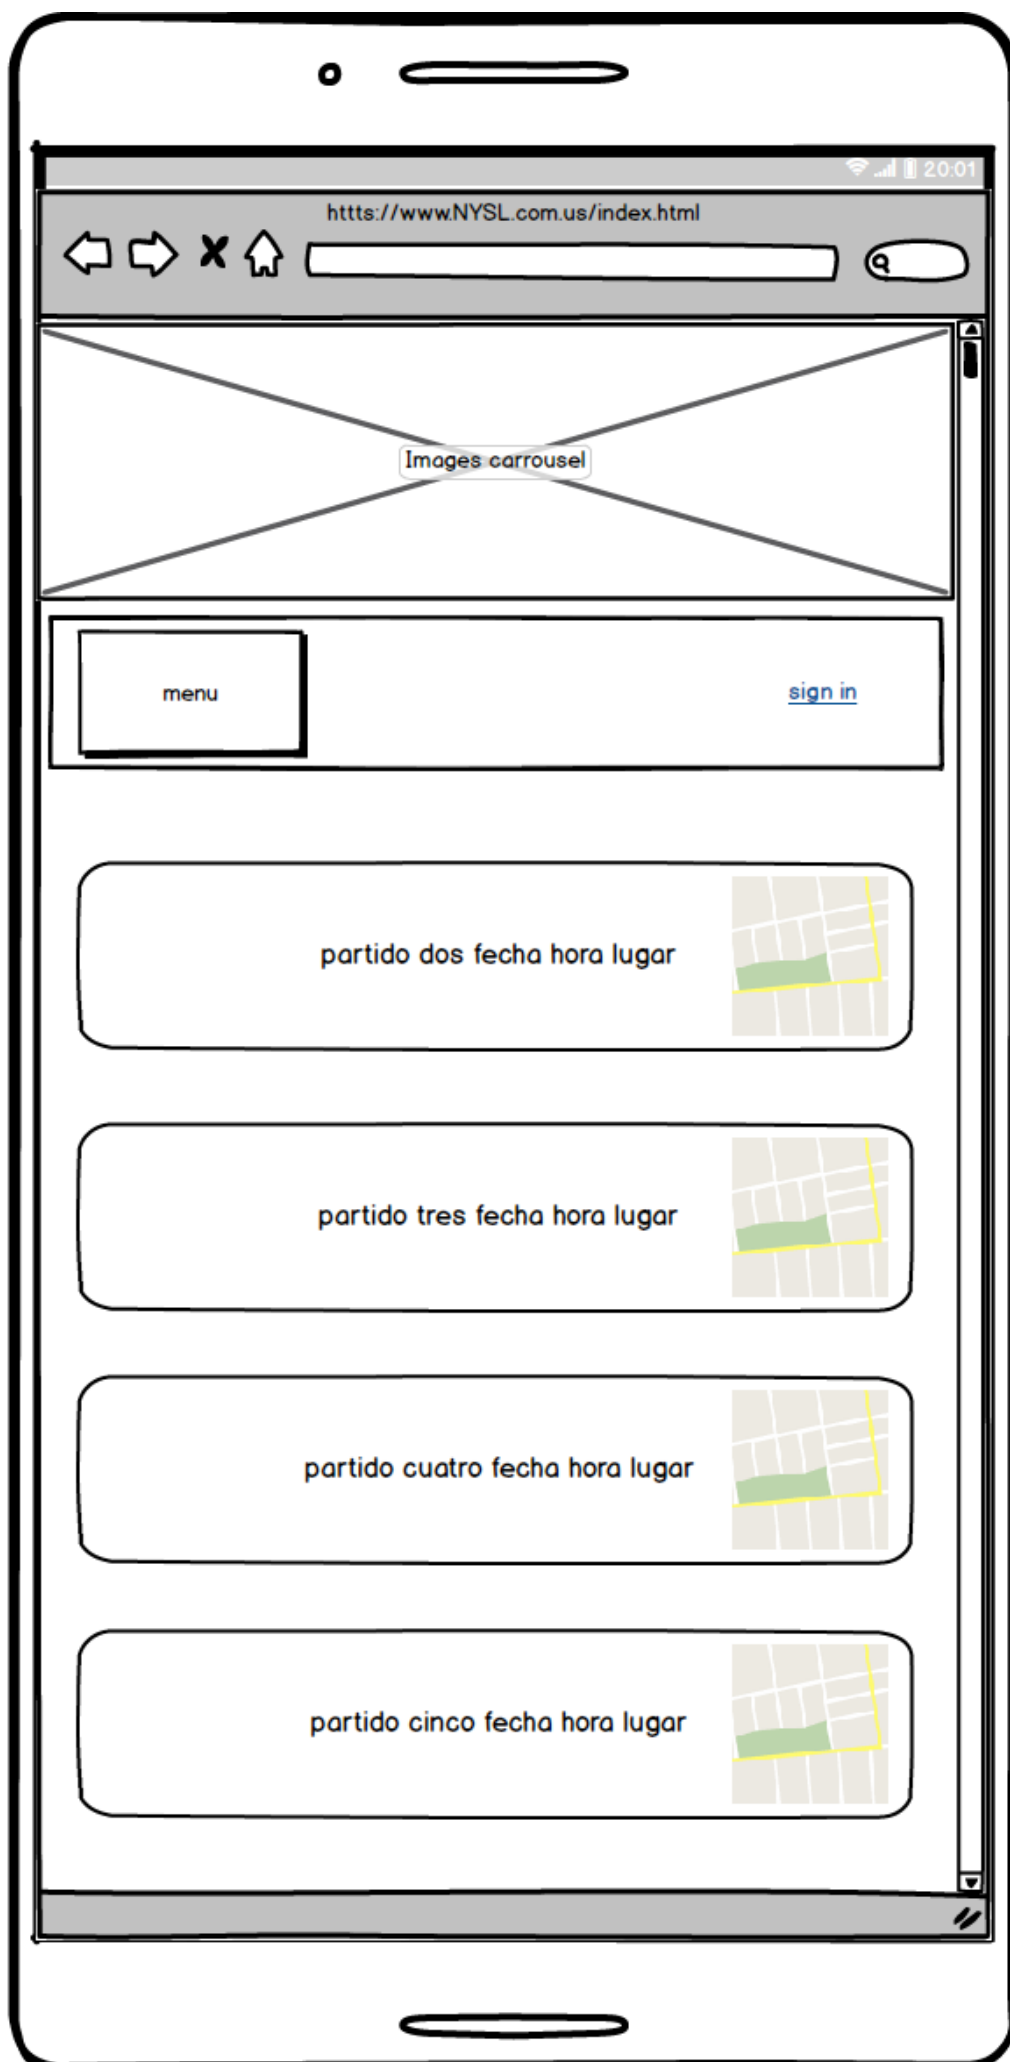 20:01
httts://www.NYSL.com.us/index.html
Images carrousel
menu
sign in
partido dos fecha hora lugar
partido tres fecha hora lugar
partido cuatro fecha hora lugar
partido cinco fecha hora lugar